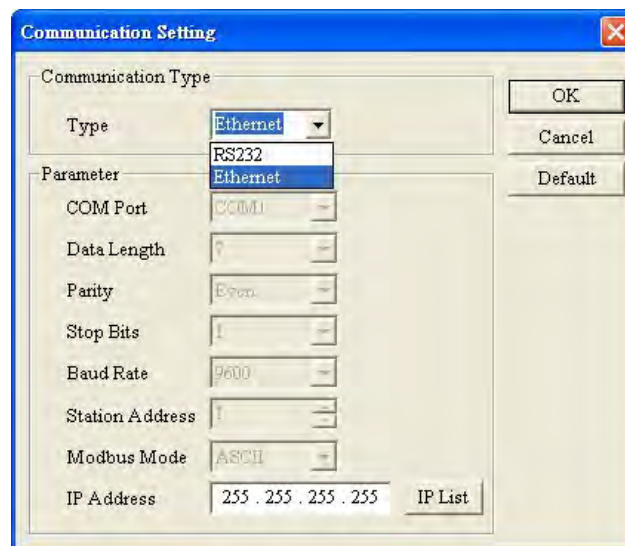 Communication Setting
Communication Type
Type Ethernet
RS232
Ethernet
OK
Cancel
Default
Parameter
COM Port COM1
Data Length 7
Parity Even
Stop Bits 1
Baud Rate 9600
Station Address 1
Modbus Mode ASCII
IP Address 255 . 255 . 255 . 255 IP List